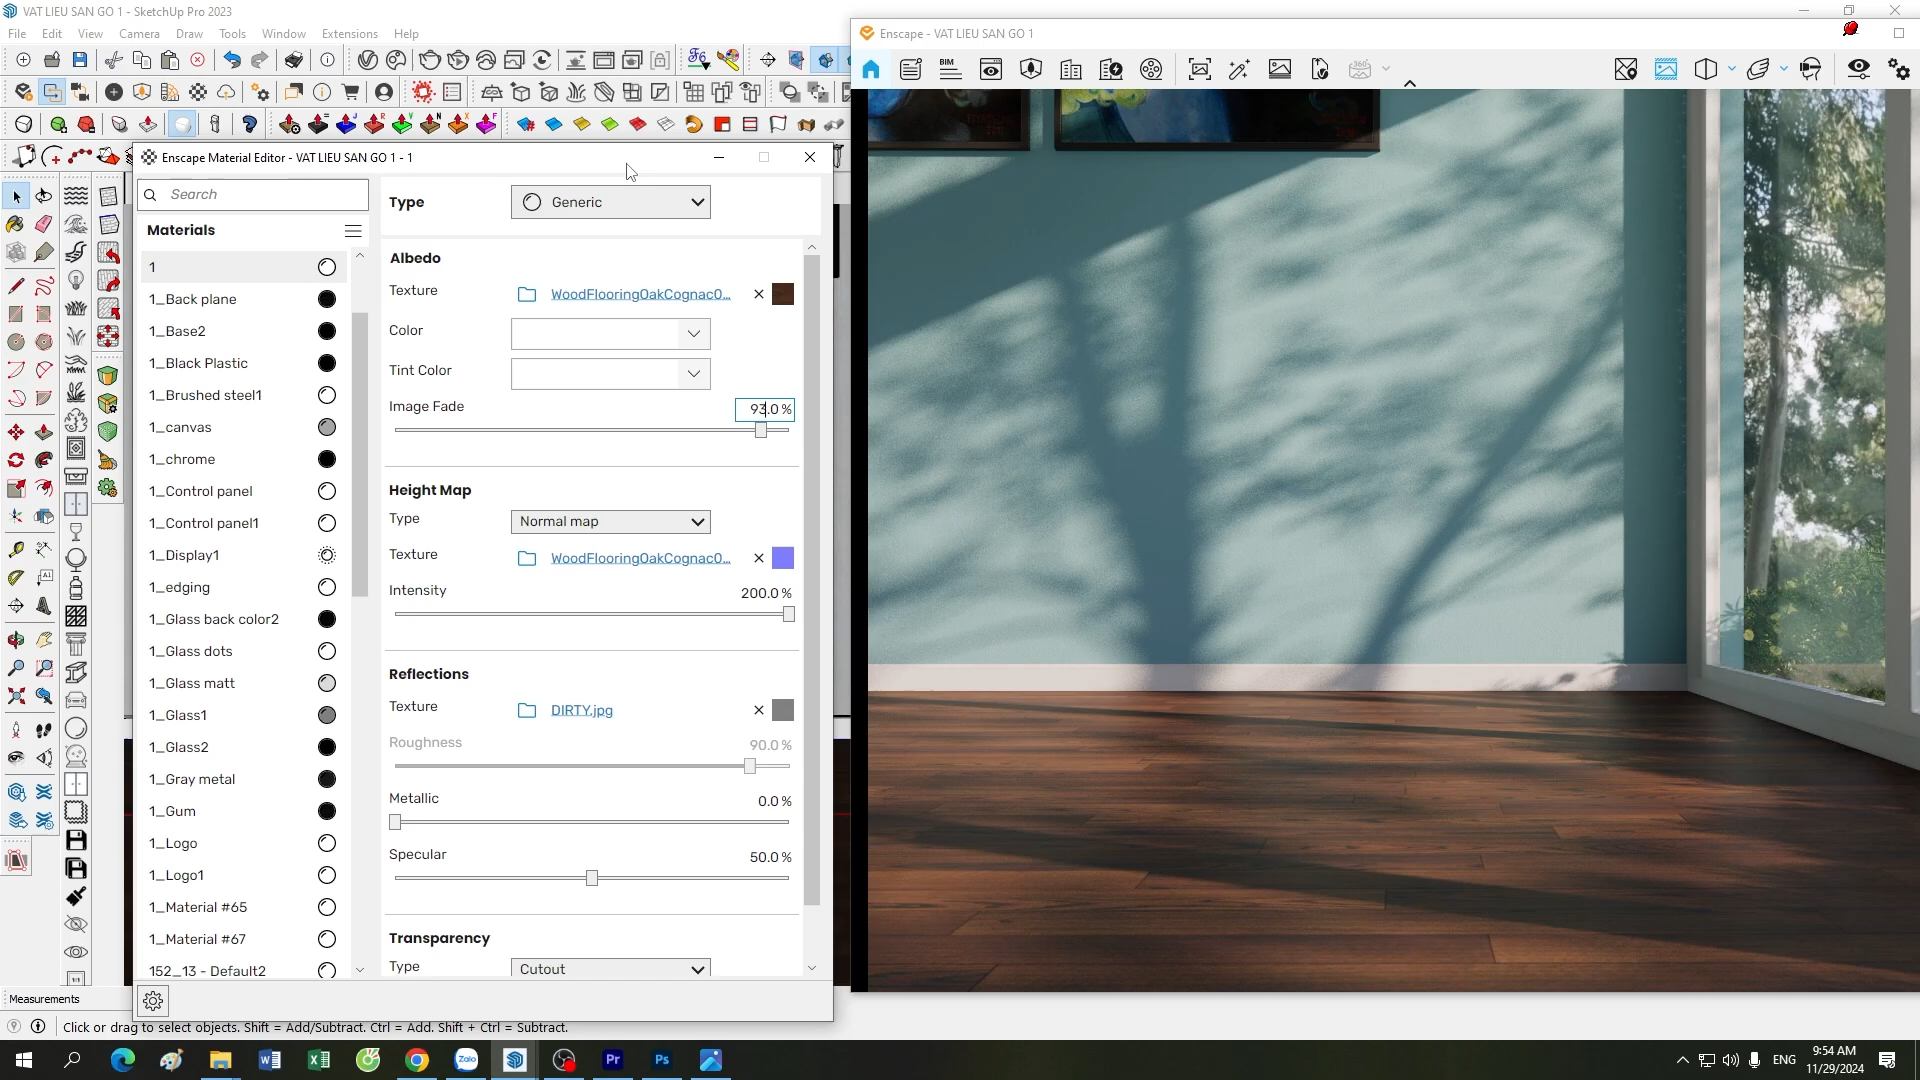 VAT LIEU SAN GO 1 - SketchUp Pro 2023
File Edit View Camera Draw Tools Window Extensions Help
Enscape - VAT LIEU SAN GO 1
BIM
Enscape Material Editor - VAT LIEU SAN GO 1 - 1
Search
Materials
1
1_Back plane
1_Base2
1_Black Plastic
1_Brushed steel1
1_canvas
1_chrome
1_Control panel
1_Control panel1
1_Display1
1_edging
1_Glass back color2
1_Glass dots
1_Glass matt
1_Glass1
1_Glass2
1_Gray metal
1_Gum
1_Logo
1_Logo1
1_Material #65
1_Material #67
152_13 - Default2
Type Generic
Albedo
Texture WoodFlooringOakCognac0...
Color
Tint Color
Image Fade 93.0 %
Height Map
Type Normal map
Texture WoodFlooringOakCognac0...
Intensity 200.0 %
Reflections
Texture DIRTY.jpg
Roughness 90.0 %
Metallic 0.0 %
Specular 50.0 %
Transparency
Type Cutout
Measurements
Click or drag to select objects. Shift = Add/Subtract. Ctrl = Add. Shift + Ctrl = Subtract.
Zalo
Pr
Ps
ENG
9:54 AM
11/29/2024